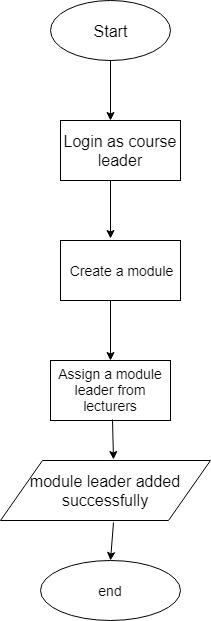 Start
Login as course
leader
Create a module
Assign a module
leader from
lecturers
module leader added
successfully
end